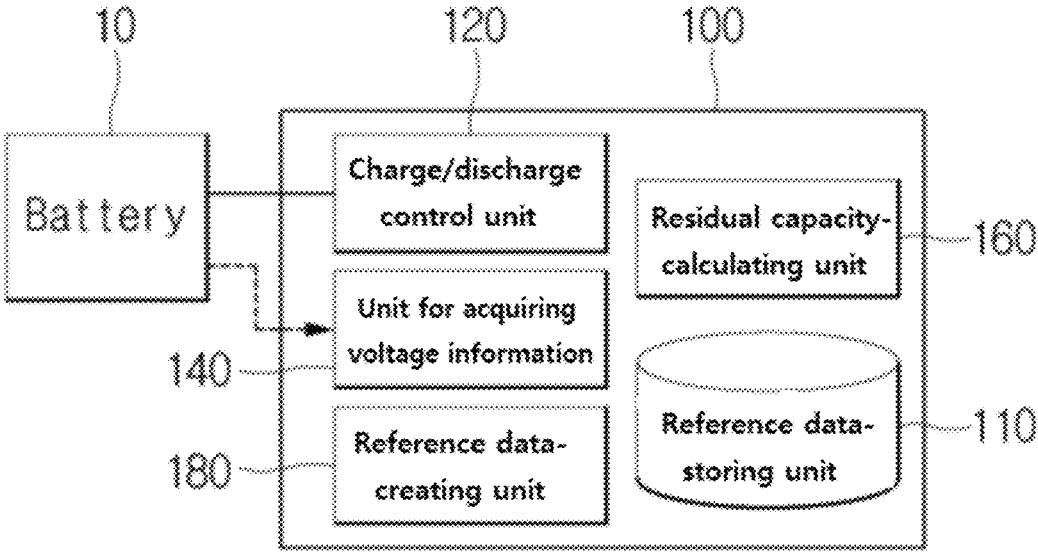 10
120
100
Battery
Charge/discharge
control unit
Residual capacity-
calculating unit
160
Unit for acquiring
voltage information
140
Reference data-
creating unit
180
Reference data-
storing unit
110